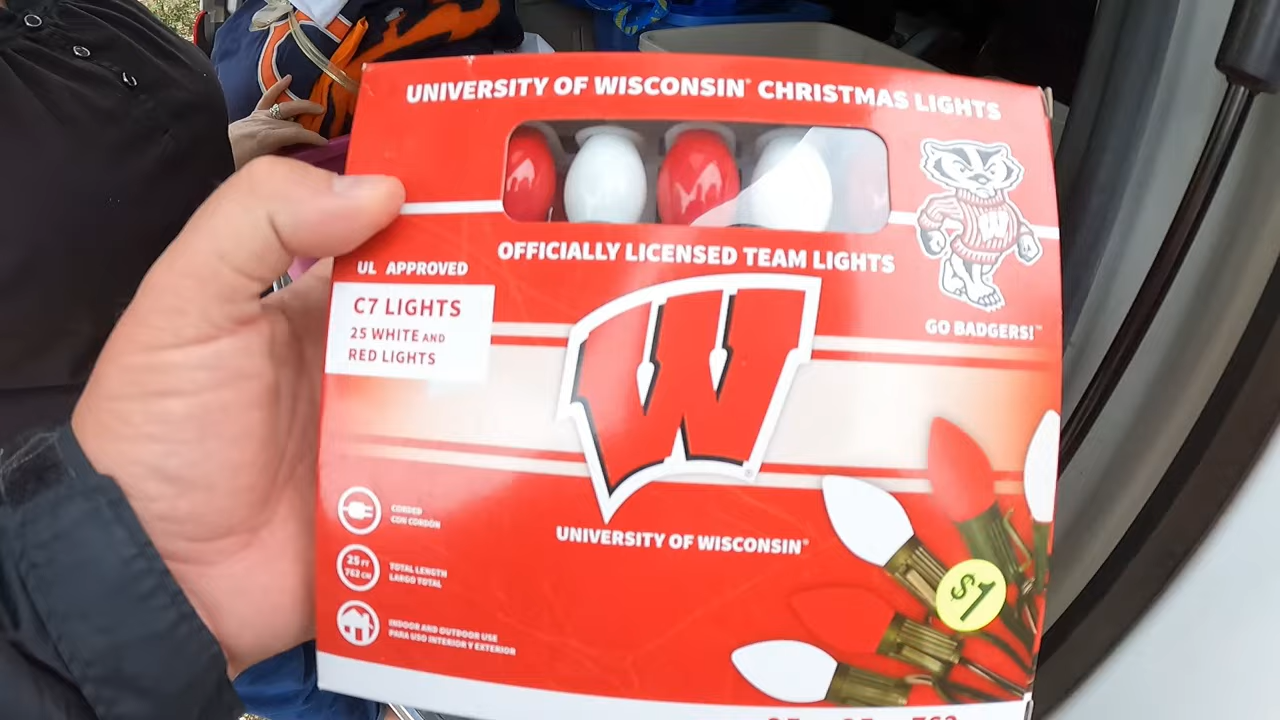 UNIVERSITY OF WISCONSIN® CHRISTMAS LIGHTS
OFFICIALLY LICENSED TEAM LIGHTS
UL APPROVED
C7 LIGHTS
25 WHITE AND
RED LIGHTS
W
GO BADGERS!™
W
®
UNIVERSITY OF WISCONSIN®
CORDED
CON CORDÓN
25 FT
762 CM
TOTAL LENGTH
LARGO TOTAL
INDOOR AND OUTDOOR USE
PARA USO INTERIOR Y EXTERIOR
$1